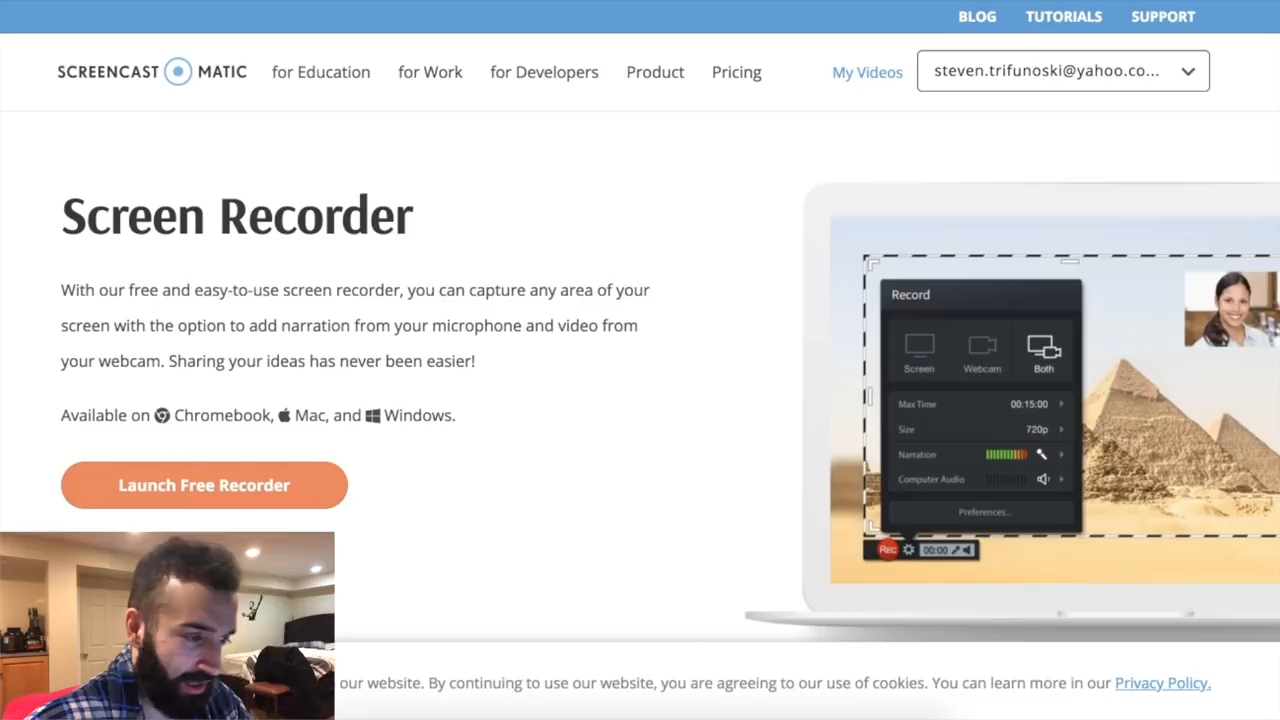 BLOG TUTORIALS SUPPORT
SCREENCAST MATIC for Education for Work for Developers Product Pricing My Videos steven.trifunoski@yahoo.co...
Screen Recorder
With our free and easy-to-use screen recorder, you can capture any area of your
screen with the option to add narration from your microphone and video from
your webcam. Sharing your ideas has never been easier!
Available on Chromebook, Mac, and Windows.
Launch Free Recorder
Record
Screen Webcam Both
Max Time 00:15:00
Size 720p
Narration
Computer Audio
Preferences...
Rec 00:00
our website. By continuing to use our website, you are agreeing to our use of cookies. You can learn more in our Privacy Policy.